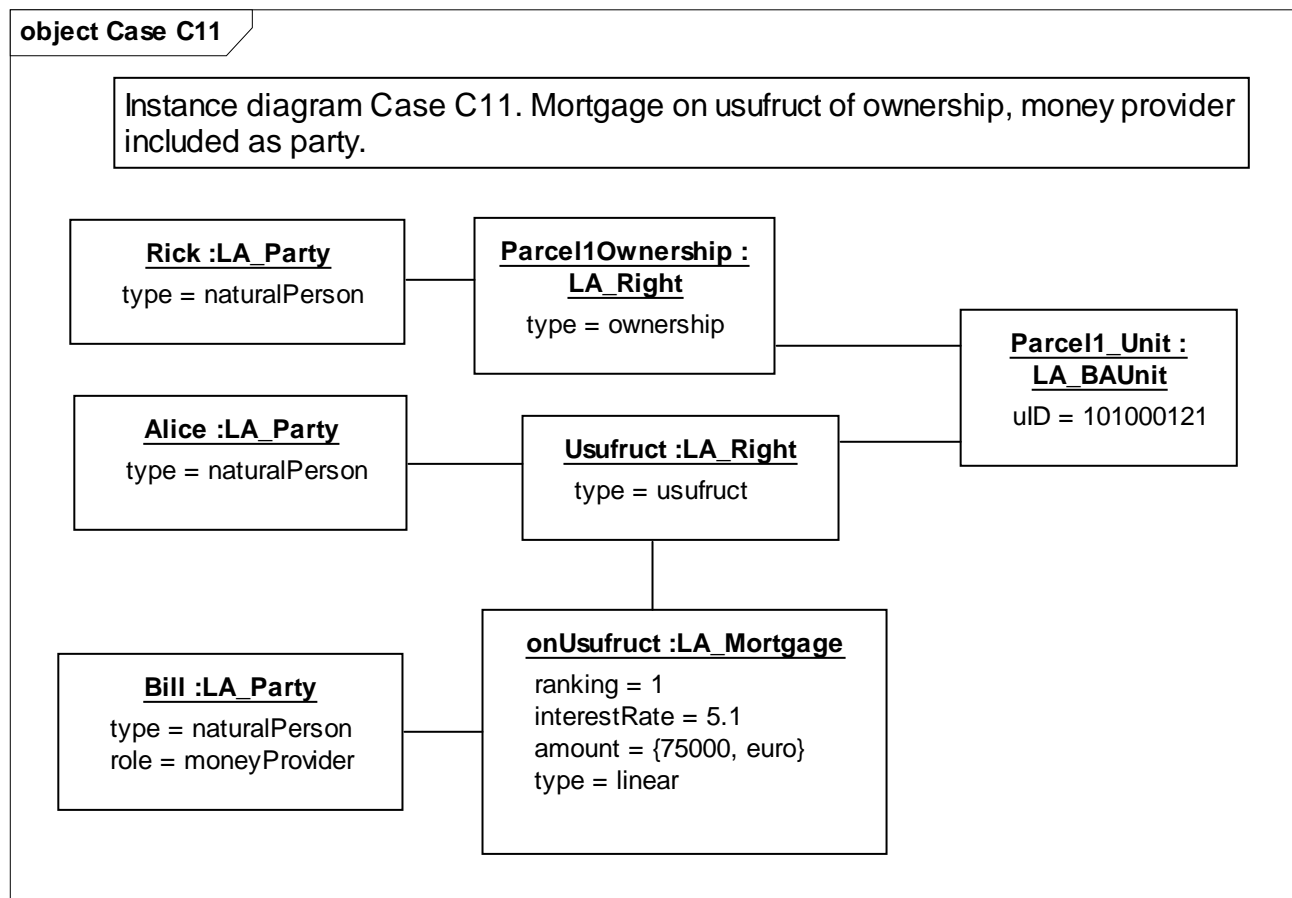 object Case C11
Instance diagram Case C11. Mortgage on usufruct of ownership, money provider
included as party.
Rick :LA_Party
type = naturalPerson
Parcel1Ownership :
LA_Right
type = ownership
Parcel1_Unit :
LA_BAUnit
uID = 101000121
Alice :LA_Party
type = naturalPerson
Usufruct :LA_Right
type = usufruct
onUsufruct :LA_Mortgage
ranking = 1
interestRate = 5.1
amount = {75000, euro}
type = linear
Bill :LA_Party
type = naturalPerson
role = moneyProvider